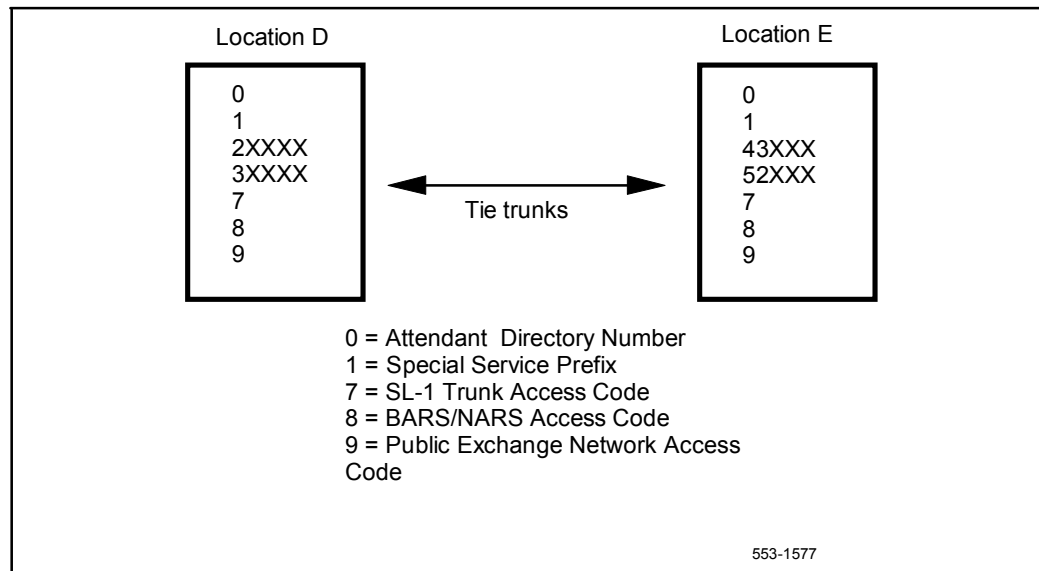 Location D
0
1
2XXXX
3XXXX
7
8
9
Tie trunks
Location E
0
1
43XXX
52XXX
7
8
9
0 = Attendant Directory Number
1 = Special Service Prefix
7 = SL-1 Trunk Access Code
8 = BARS/NARS Access Code
9 = Public Exchange Network Access
Code
553-1577